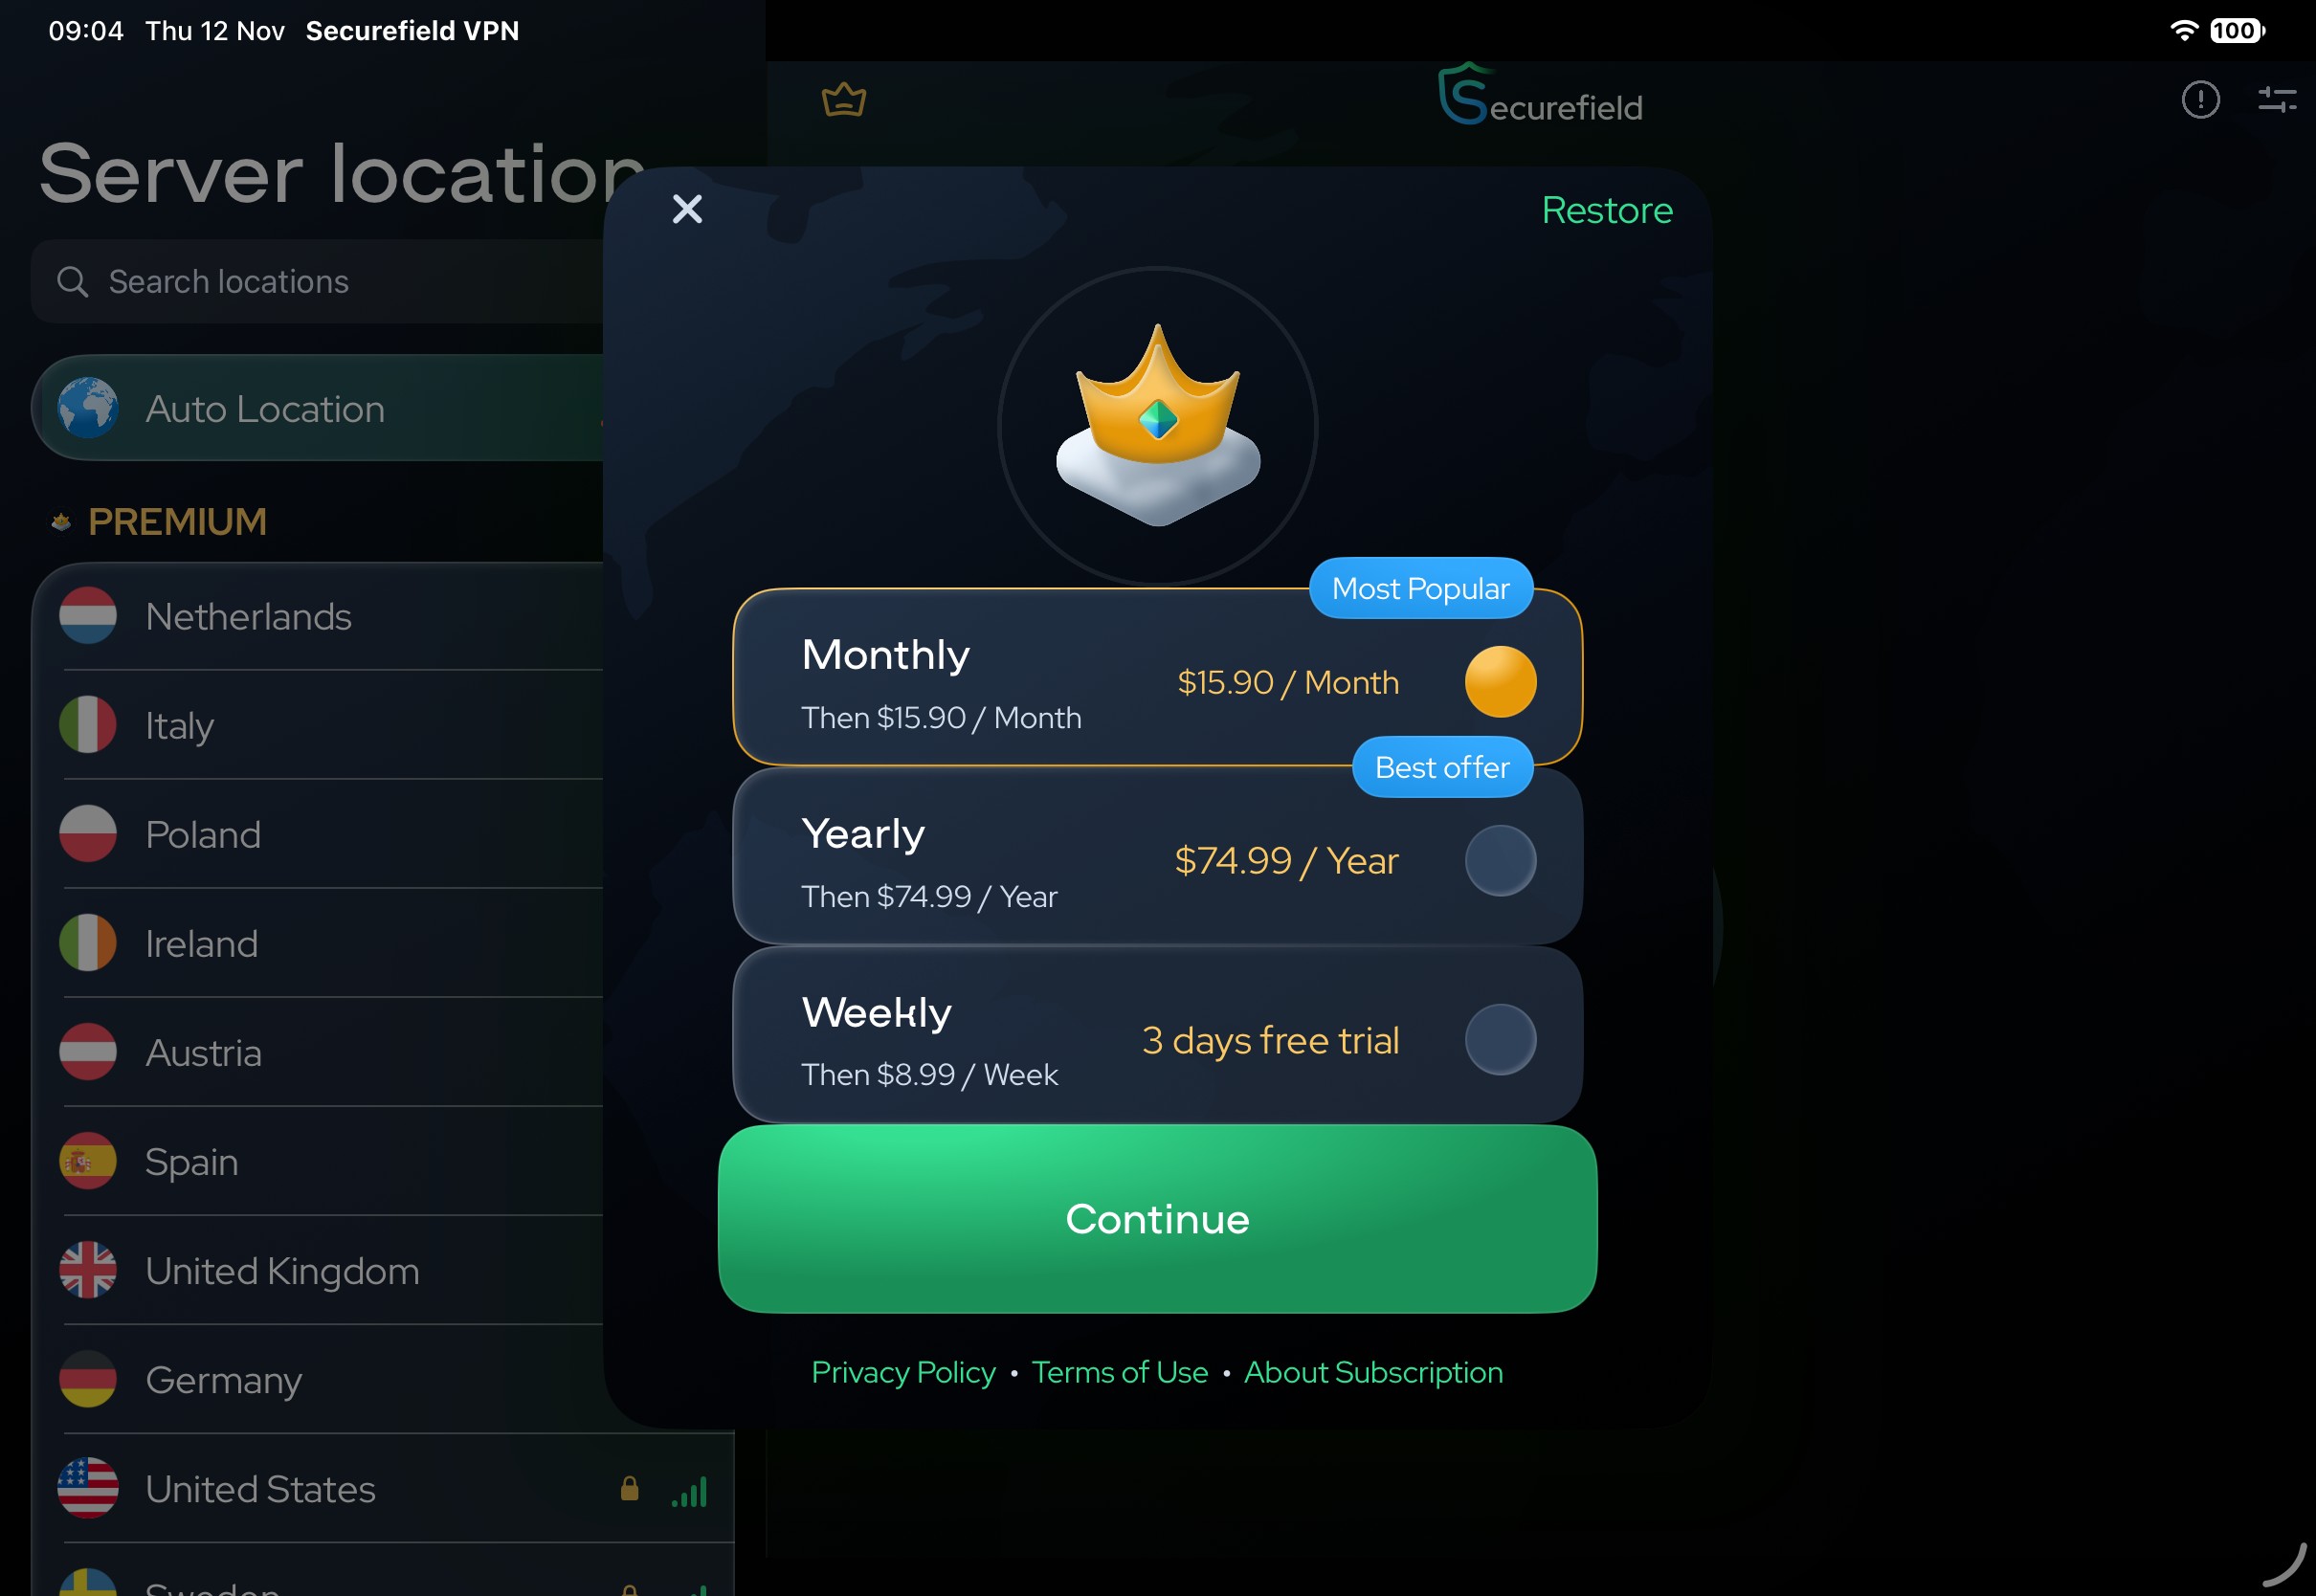 09:04 Thu 12 Nov Securefield VPN
100
Securefield
Server location
Search locations
Auto Location
PREMIUM
Netherlands
Italy
Poland
Ireland
Austria
Spain
United Kingdom
Germany
United States
Sweden
Restore
Most Popular
Monthly
$15.90 / Month
Then $15.90 / Month
Best offer
Yearly
$74.99 / Year
Then $74.99 / Year
Weekly
3 days free trial
Then $8.99 / Week
Continue
Privacy Policy • Terms of Use • About Subscription